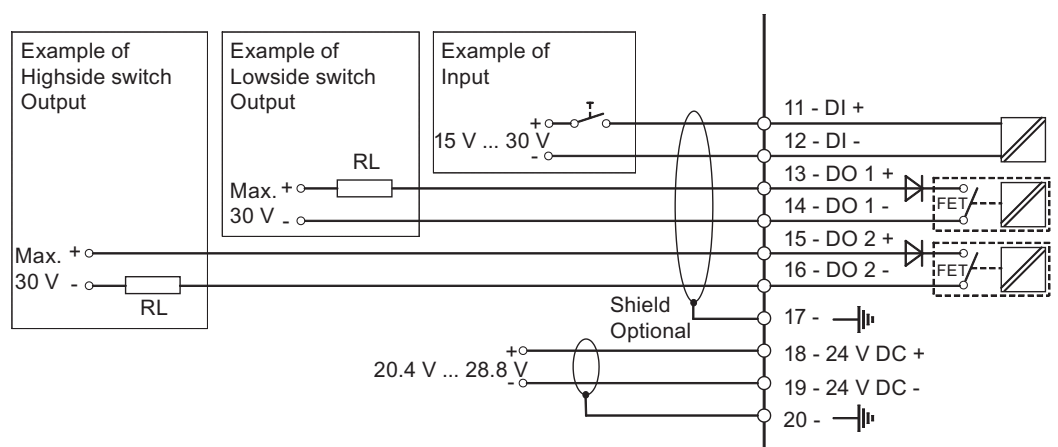 Example of
Highside switch
Output
Example of
Lowside switch
Output
Example of
Input
+
15 V ... 30 V
-
RL
Max. +
30 V -
Max. +
30 V -
RL
11 - DI +
12 - DI -
13 - DO 1 +
14 - DO 1 -
15 - DO 2 +
16 - DO 2 -
FET
FET
Shield
Optional
17 -
+
20.4 V ... 28.8 V
-
18 - 24 V DC +
19 - 24 V DC -
20 -